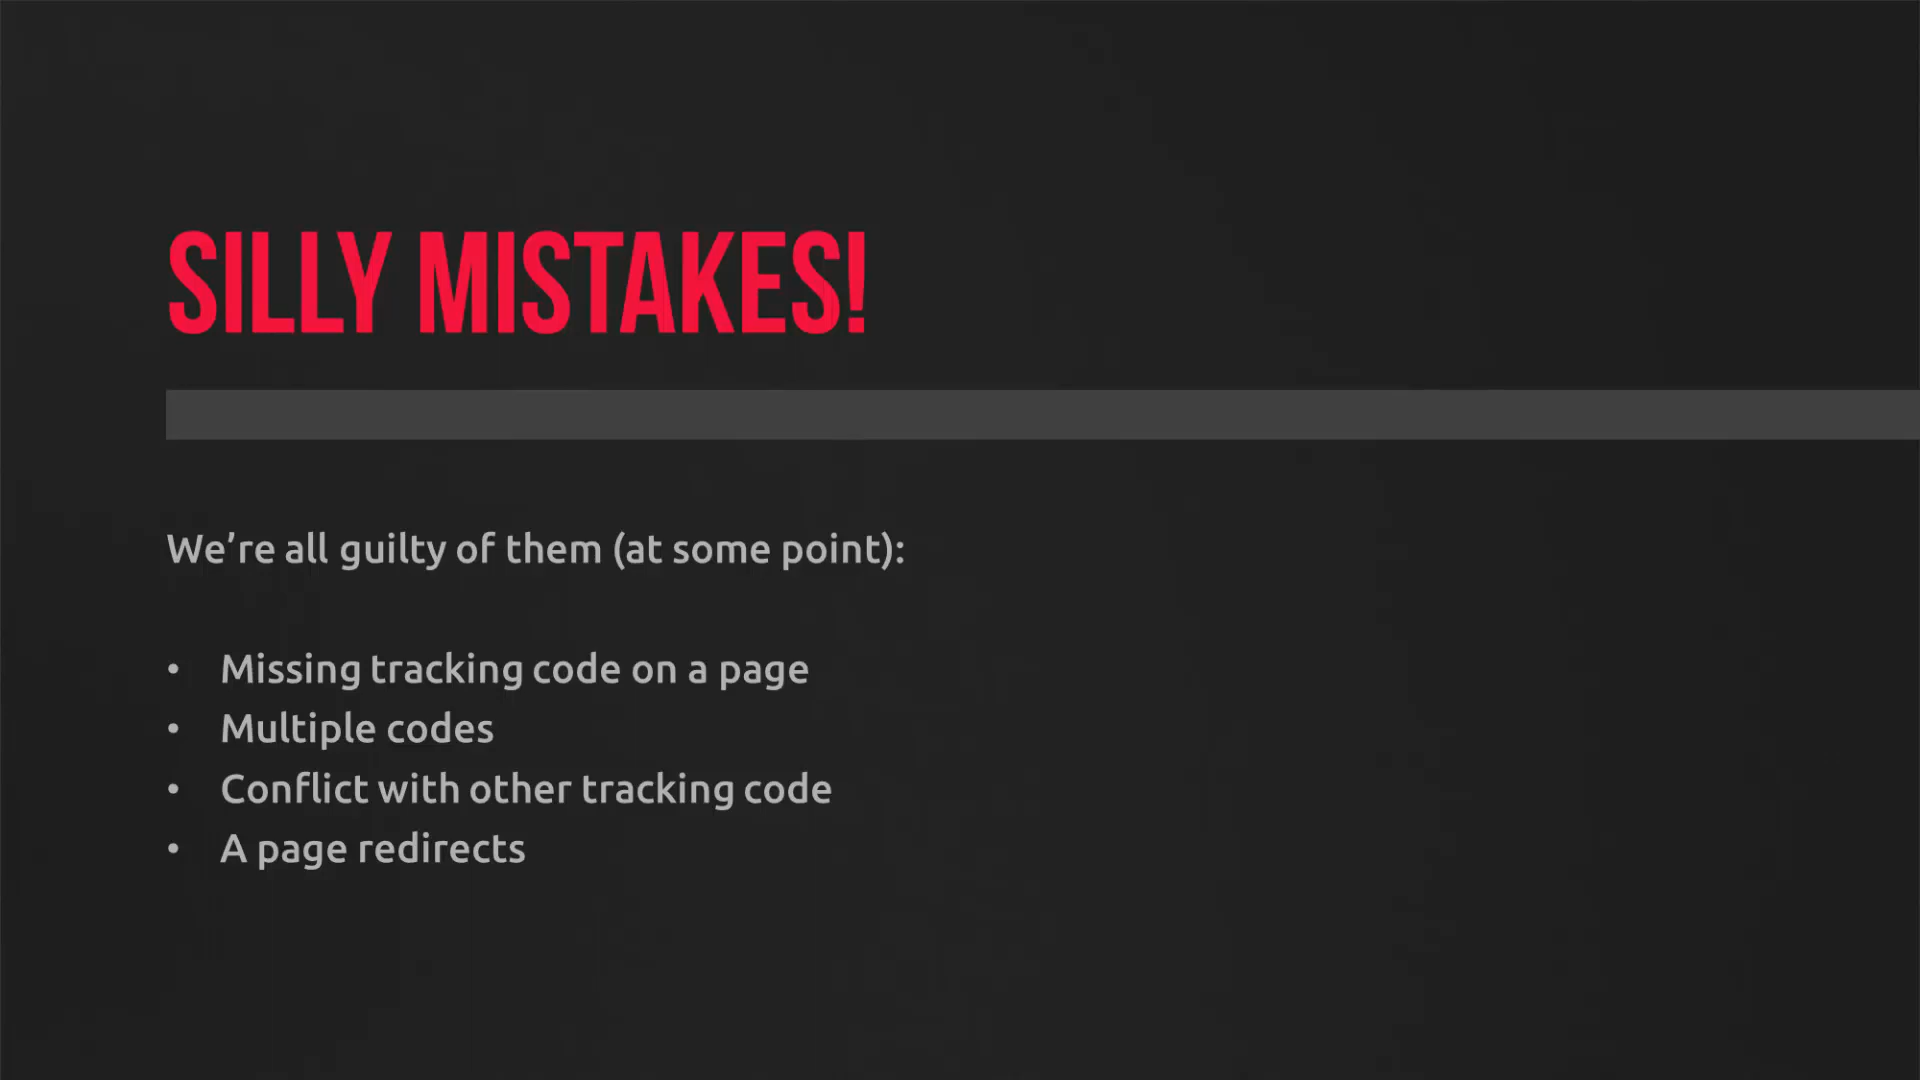 SILLY MISTAKES!
We’re all guilty of them (at some point):
• Missing tracking code on a page
• Multiple codes
• Conflict with other tracking code
• A page redirects